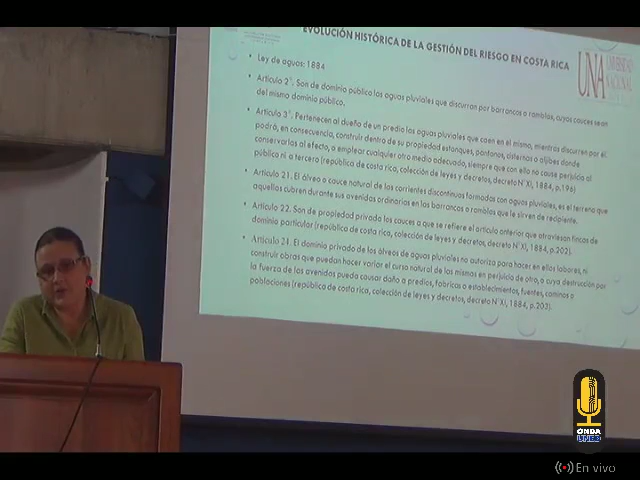 EVOLUCIÓN HISTÓRICA DE LA GESTIÓN DEL RIESGO EN COSTA RICA
UNA
UNIVERSIDAD
NACIONAL
• Ley de aguas: 1884
• Artículo 2°. Son de dominio público las aguas pluviales que discurran por barrancos o ramblas, cuyos cauces sean
del mismo dominio público.
• Artículo 3°. Pertenecen al dueño de un predio las aguas pluviales que caen en el mismo, mientras discurren por él.
podrá, en consecuencia, construir dentro de su propiedad estanques, pantanos, cisternas o aljibes donde
conservarlas al efecto, o emplear cualquier otro medio adecuado, siempre que con ello no cause perjuicio al
público ni a tercero (república de costa rica, colección de leyes y decretos, decreto N° XI, 1884, p.196)
• Artículo 21. El álveo o cauce natural de las corrientes discontinuas formadas con aguas pluviales, es el terreno que
aquellas cubren durante sus avenidas ordinarias en los barrancos o ramblas que le sirven de recipiente.
• Artículo 22. Son de propiedad privada los cauces a que se refiere el artículo anterior que atraviesan fincas de
dominio particular (república de costa rica, colección de leyes y decretos, decreto N° XI, 1884, p.202).
• Artículo 24. El dominio privado de los álveos de aguas pluviales no autoriza para hacer en ellos labores, ni
construir obras que puedan hacer variar el curso natural de las mismas en perjuicio de otro, o cuya destrucción por
la fuerza de las avenidas pueda causar daño a predios, fábricas o establecimientos, fuentes, caminos o
poblaciones (república de costa rica, colección de leyes y decretos, decreto N° XI, 1884, p.203).
ONDA
UNED
En vivo